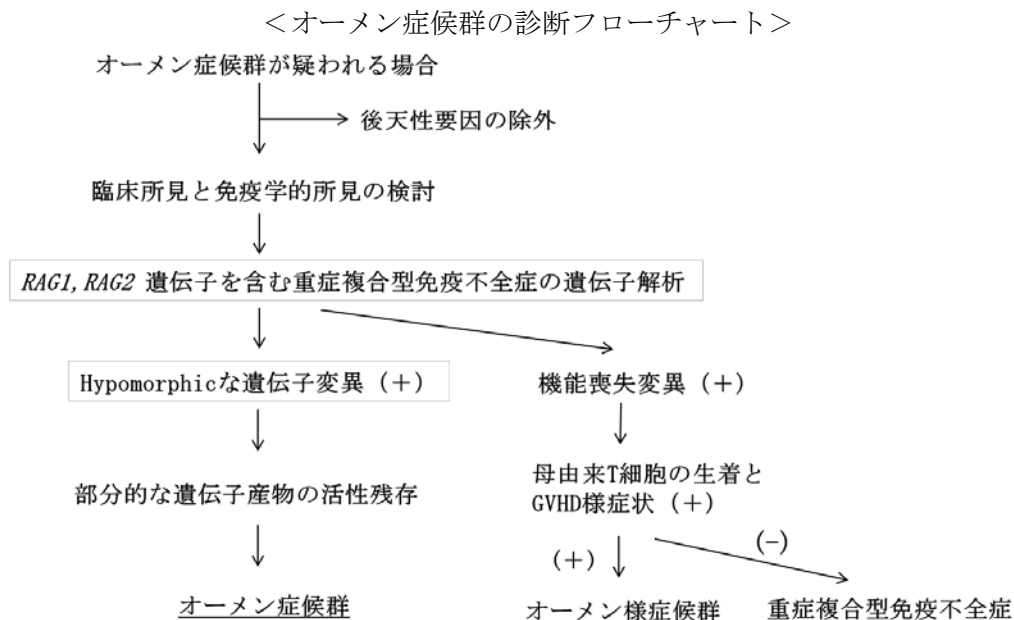 ＜オーメン症候群の診断フローチャート＞
オーメン症候群が疑われる場合
後天性要因の除外
臨床所見と免疫学的所見の検討
RAG1, RAG2 遺伝子を含む重症複合型免疫不全症の遺伝子解析
Hypomorphicな遺伝子変異（＋）
機能喪失変異（＋）
部分的な遺伝子産物の活性残存
母由来T細胞の生着と
GVHD様症状（＋）
（＋）
（−）
オーメン症候群
オーメン様症候群
重症複合型免疫不全症